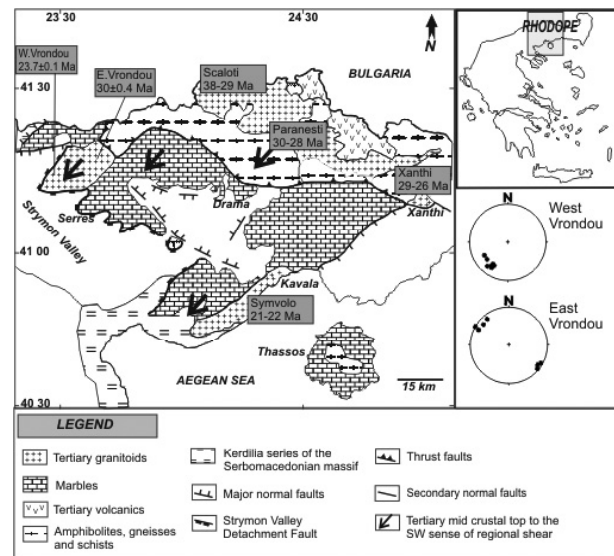 23.30
24.30
N
RHODOPE
W.Vrondou
23.7±0.1 Ma
E.Vrondou
30±0.4 Ma
Scaloti
38-29 Ma
BULGARIA
41 30
Paranesti
30-28 Ma
Xanthi
29-26 Ma
Xanthi
Drama
Serres
Strymon Valley
41 00
Kavala
Symvolo
21-22 Ma
Thassos
AEGEAN SEA
15 km
40 30
N
West
Vrondou
N
East
Vrondou
LEGEND
Tertiary granitoids
Marbles
Tertiary volcanics
Amphibolites, gneisses
and schists
Kerdilia series of the
Serbomacedonian massif
Major normal faults
Strymon Valley
Detachment Fault
Thrust faults
Secondary normal faults
Tertiary mid crustal top to the
SW sense of regional shear